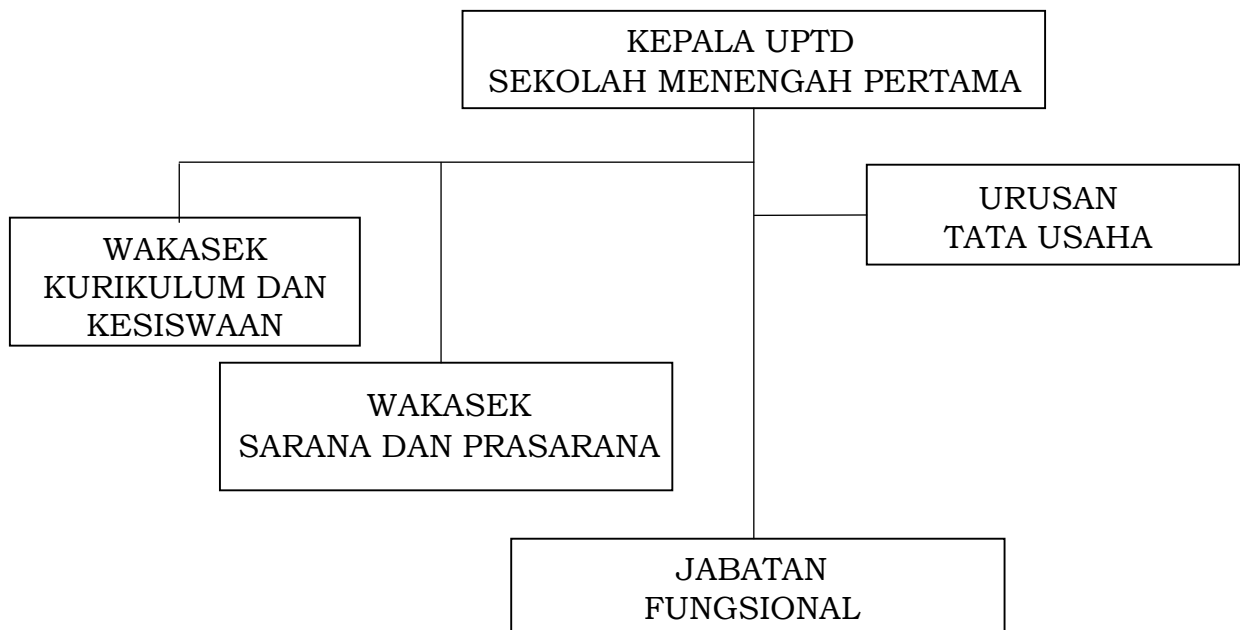 KEPALA UPTD
SEKOLAH MENENGAH PERTAMA
URUSAN
TATA USAHA
WAKASEK
KURIKULUM DAN
KESISWAAN
WAKASEK
SARANA DAN PRASARANA
JABATAN
FUNGSIONAL